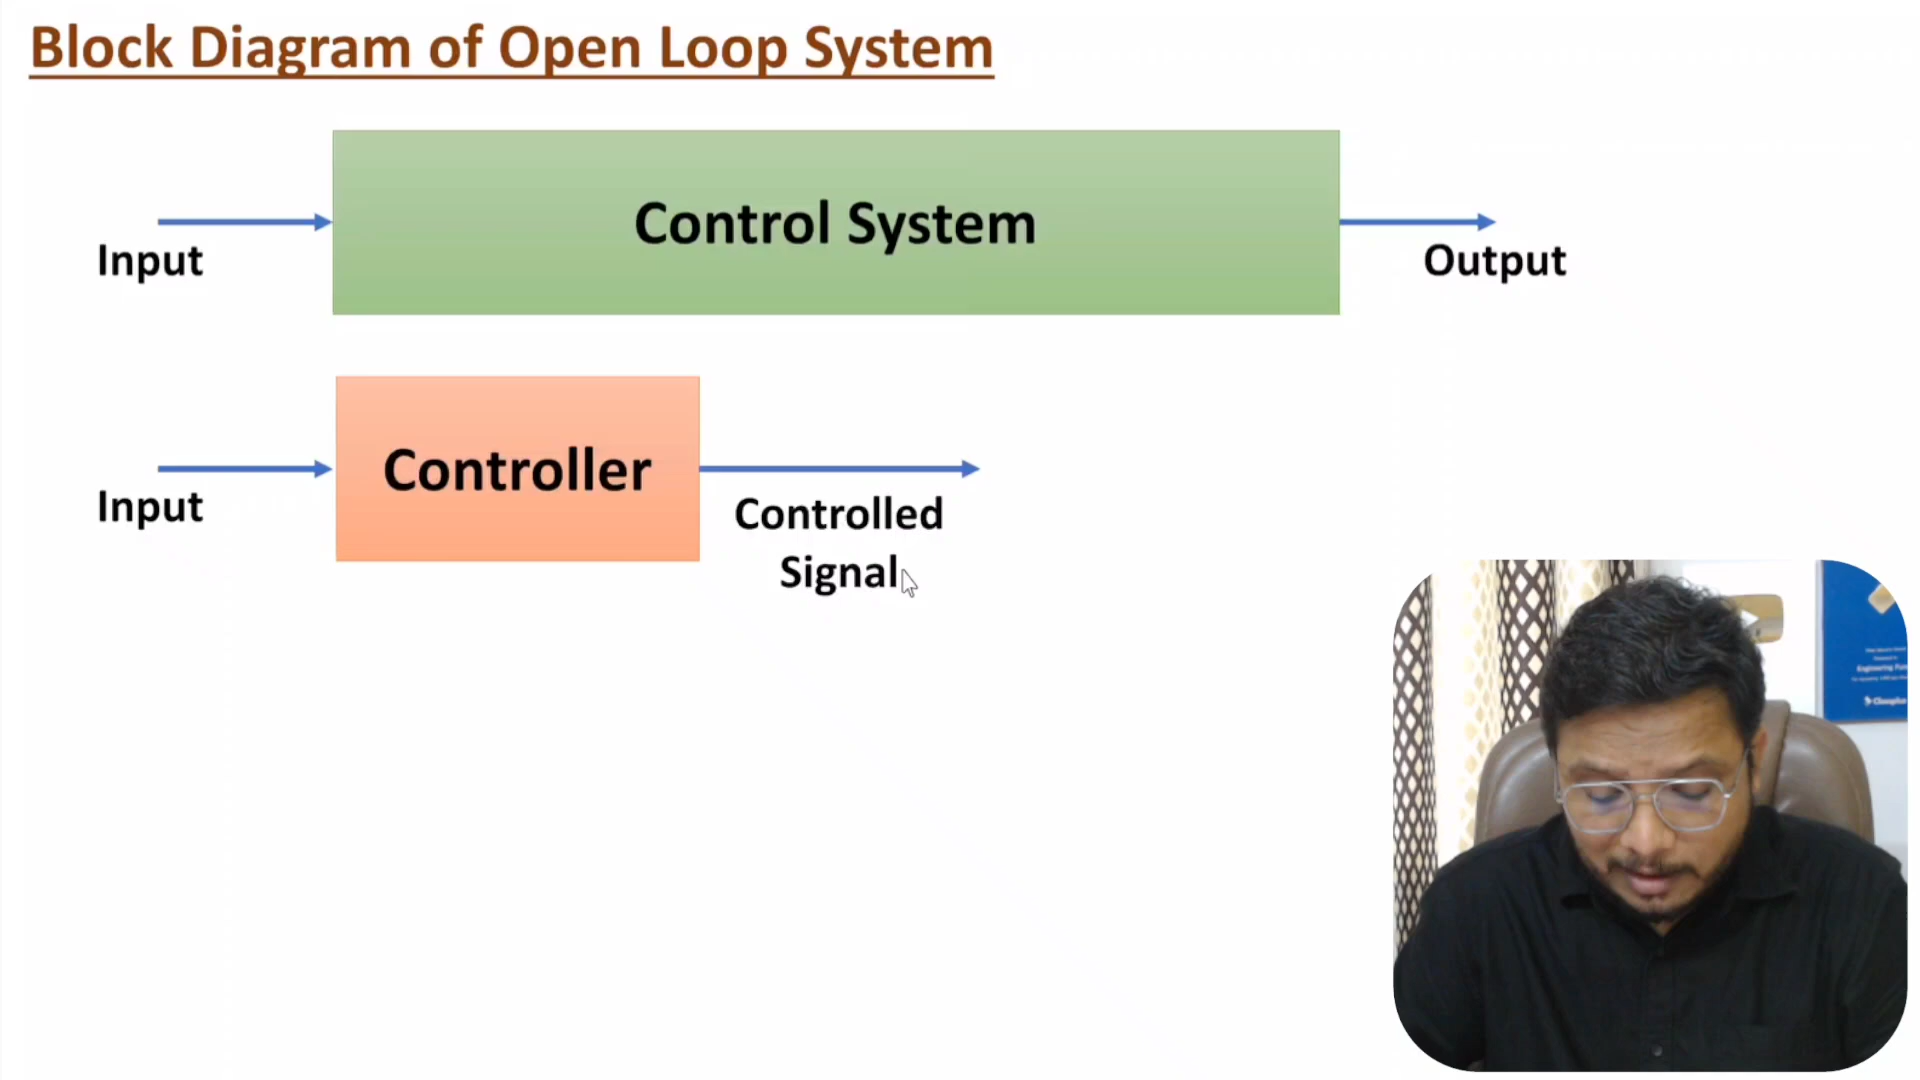 Block Diagram of Open Loop System
Control System
Input
Output
Controller
Input
Controlled
Signal